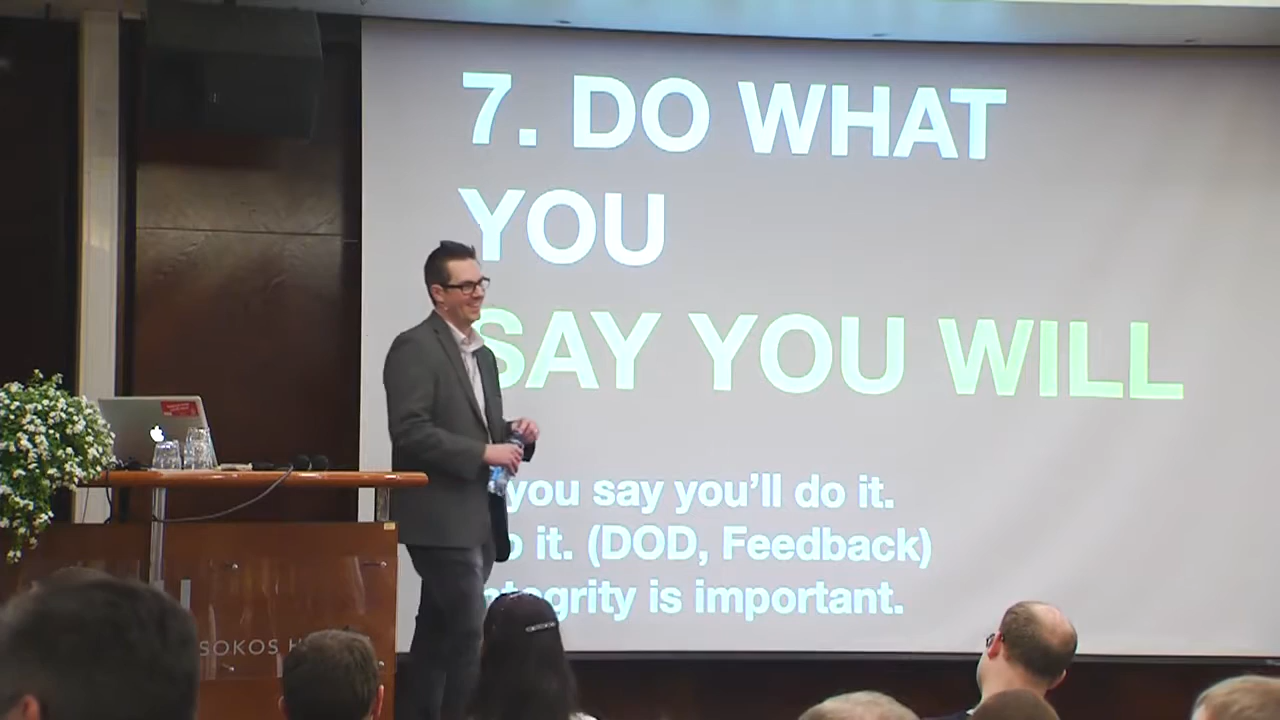 7. DO WHAT
YOU
SAY YOU WILL
you say you'll do it.
it. (DOD, Feedback)
Integrity is important.
SOKOS